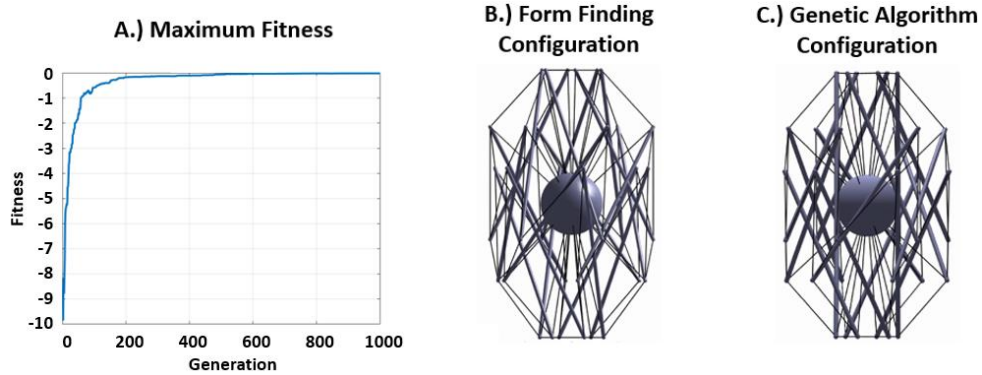 A.) Maximum Fitness
0
-1
-2
-3
-4
-5
-6
-7
-8
-9
-10
Fitness
0 200 400 600 800 1000
Generation
B.) Form Finding
Configuration
C.) Genetic Algorithm
Configuration